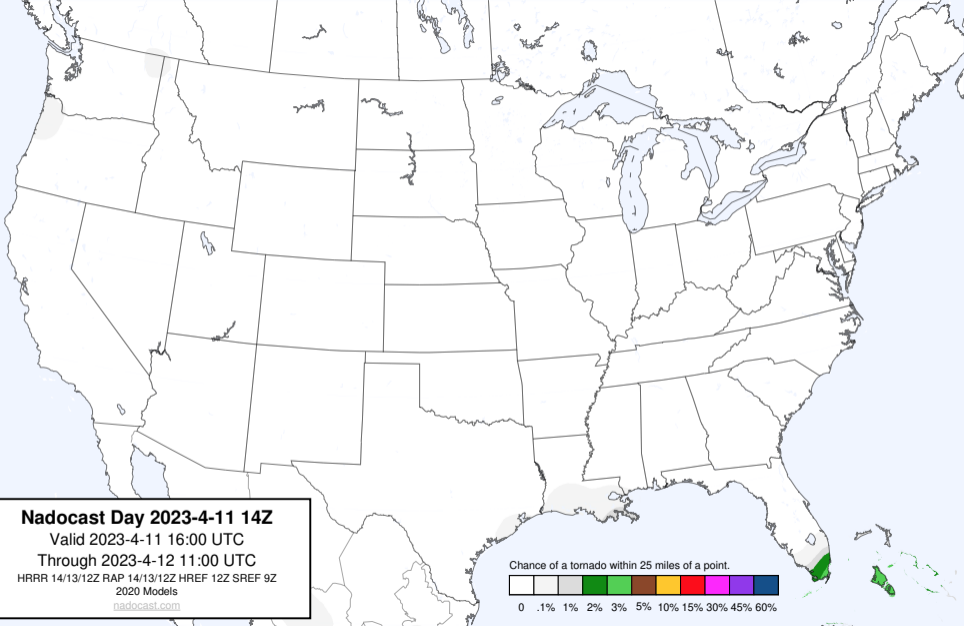 Nadocast Day 2023-4-11 14Z
Valid 2023-4-11 16:00 UTC
Through 2023-4-12 11:00 UTC
HRRR 14/13/12Z RAP 14/13/12Z HREF 12Z SREF 9Z
2020 Models
nadocast.com
Chance of a tornado within 25 miles of a point.
0 .1% 1% 2% 3% 5% 10% 15% 30% 45% 60%